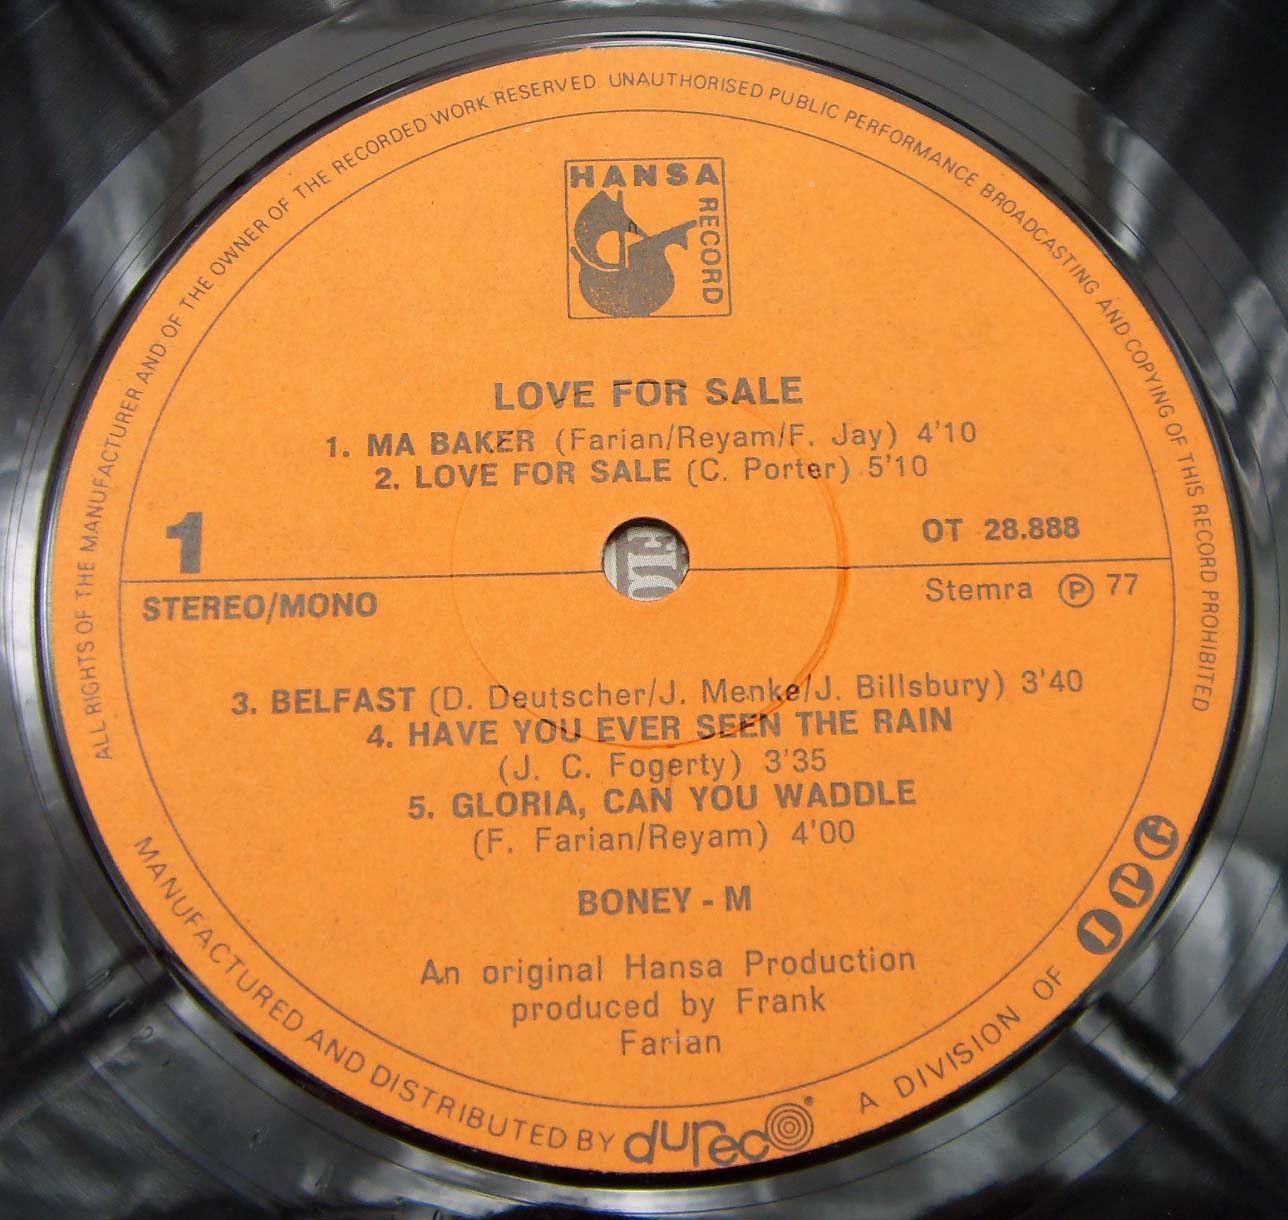 ALL RIGHTS OF THE MANUFACTURER AND OF THE OWNER OF THE RECORDED WORK RESERVED. UNAUTHORISED PUBLIC PERFORMANCE BROADCASTING AND COPYING OF THIS RECORD PROHIBITED
HANSA
RECORD
LOVE FOR SALE
1. MA BAKER (Farian/Reyam/F. Jay) 4'10
2. LOVE FOR SALE (C. Porter) 5'10
1
OT 28.888
STEREO/MONO
Stemra Ⓟ 77
3. BELFAST (D. Deutscher/J. Menke/J. Billsbury) 3'40
4. HAVE YOU EVER SEEN THE RAIN
(J. C. Fogerty) 3'35
5. GLORIA, CAN YOU WADDLE
(F. Farian/Reyam) 4'00
BONEY - M
An original Hansa Production
produced by Frank
Farian
MANUFACTURED AND DISTRIBUTED BY dureco® A DIVISION OF